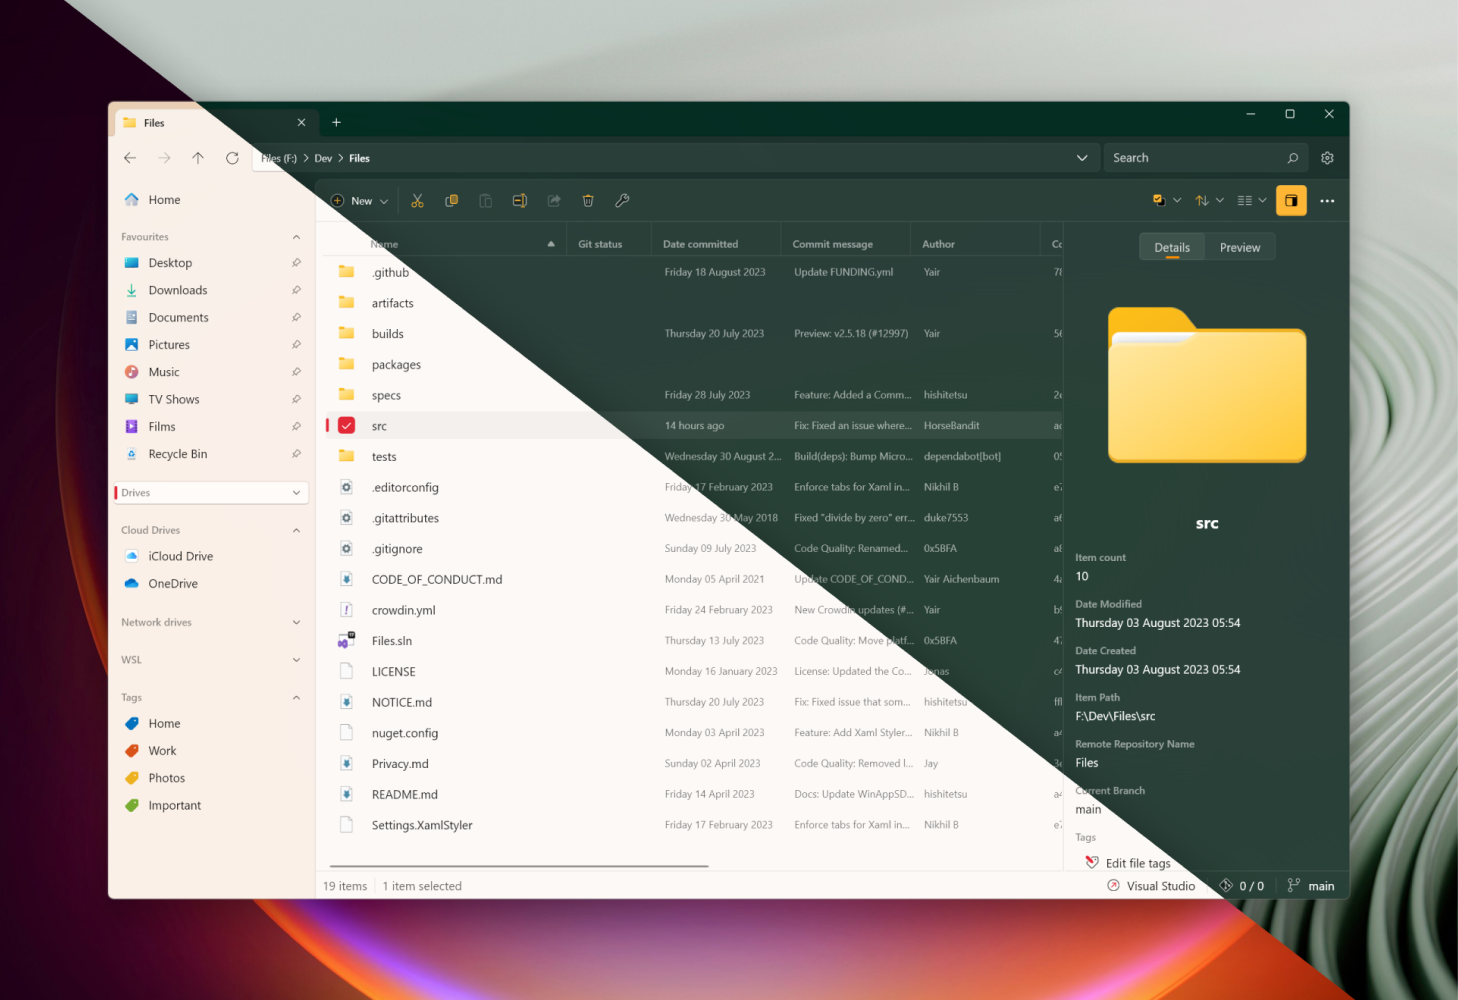 Files
Files (F:) > Dev > Files
Search
Home
Favourites
Desktop
Downloads
Documents
Pictures
Music
TV Shows
Films
Recycle Bin
Drives
Cloud Drives
iCloud Drive
OneDrive
Network drives
WSL
Tags
Home
Work
Photos
Important
New
Name Git status Date committed Commit message Author Co
.github Friday 18 August 2023 Update FUNDING.yml Yair 78
artifacts
builds Thursday 20 July 2023 Preview: v2.5.18 (#12997) Yair 56
packages
specs Friday 28 July 2023 Feature: Added a Comm... hishitetsu
src 14 hours ago Fix: Fixed an issue where... HorseBandit
tests Wednesday 30 August 2... Build(deps): Bump Micro... dependabot[bot]
.editorconfig Friday 17 February 2023 Enforce tabs for Xaml in... Nikhil B e7
.gitattributes Wednesday 30 May 2018 Fixed "divide by zero" err... duke7553
.gitignore Sunday 09 July 2023 Code Quality: Renamed... 0x5BFA
CODE_OF_CONDUCT.md Monday 05 April 2021 Update CODE_OF_COND... Yair Aichenbaum
crowdin.yml Friday 24 February 2023 New Crowdin updates (#... Yair
Files.sln Thursday 13 July 2023 Code Quality: Move platf... 0x5BFA 47
LICENSE Monday 16 January 2023 License: Updated the Co... Jonas
NOTICE.md Thursday 20 July 2023 Fix: Fixed issue that som... hishitetsu
nuget.config Monday 03 April 2023 Feature: Add Xaml Styler... Nikhil B
Privacy.md Sunday 02 April 2023 Code Quality: Removed l... Jay
README.md Friday 14 April 2023 Docs: Update WinAppSD... hishitetsu
Settings.XamlStyler Friday 17 February 2023 Enforce tabs for Xaml in... Nikhil B e7
Details Preview
src
Item count
10
Date Modified
Thursday 03 August 2023 05:54
Date Created
Thursday 03 August 2023 05:54
Item Path
F:\Dev\Files\src
Remote Repository Name
Files
Current Branch
main
Tags
Edit file tags
19 items 1 item selected
Visual Studio 0 / 0 main